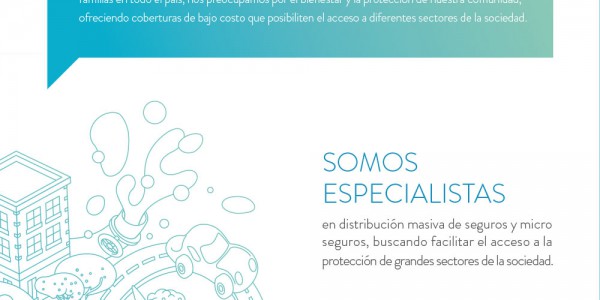 familias en todo el país, nos preocupamos por el bienestar y la protección de nuestra comunidad,
ofreciendo coberturas de bajo costo que posibiliten el acceso a diferentes sectores de la sociedad.
SOMOS
ESPECIALISTAS
en distribución masiva de seguros y micro
seguros, buscando facilitar el acceso a la
protección de grandes sectores de la sociedad.